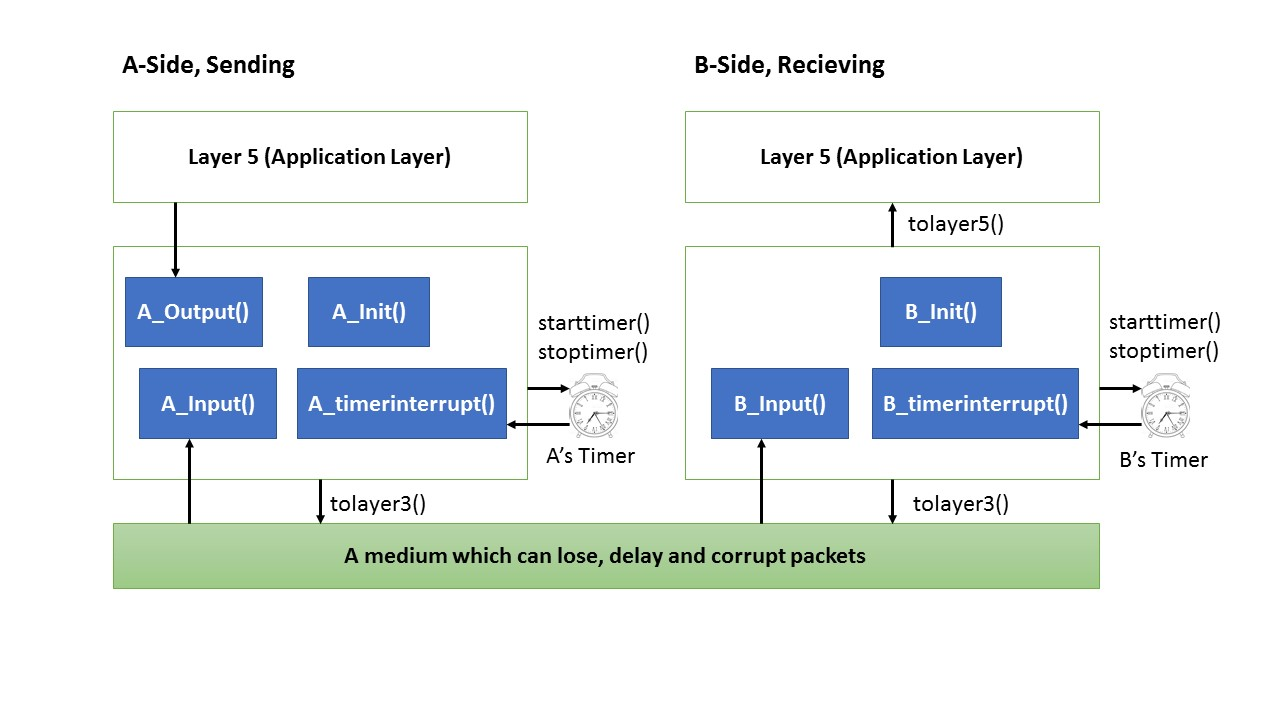 A-Side, Sending
B-Side, Recieving
Layer 5 (Application Layer)
Layer 5 (Application Layer)
tolayer5()
A_Output()
A_Init()
B_Init()
starttimer()
stoptimer()
starttimer()
stoptimer()
A_Input()
A_timerinterrupt()
B_Input()
B_timerinterrupt()
A's Timer
B's Timer
tolayer3()
tolayer3()
A medium which can lose, delay and corrupt packets